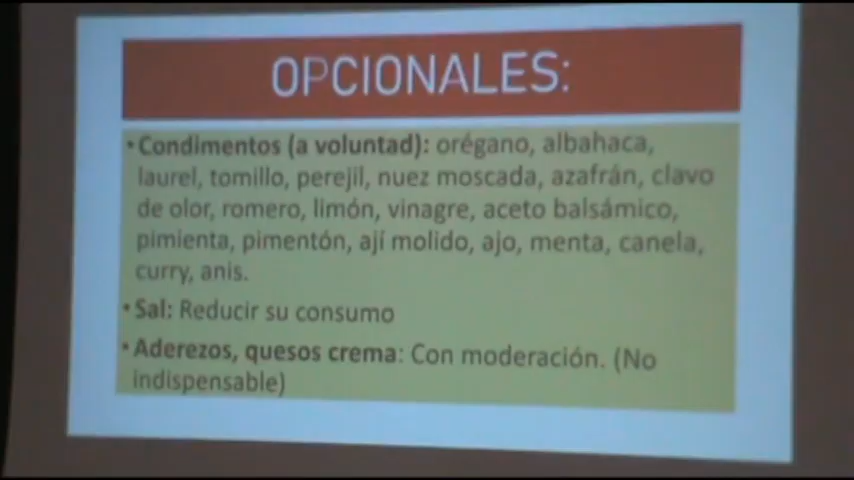 OPCIONALES:
• Condimentos (a voluntad): orégano, albahaca,
laurel, tomillo, perejil, nuez moscada, azafrán, clavo
de olor, romero, limón, vinagre, aceto balsámico,
pimienta, pimentón, ají molido, ajo, menta, canela,
curry, anis.
• Sal: Reducir su consumo
• Aderezos, quesos crema: Con moderación. (No
indispensable)